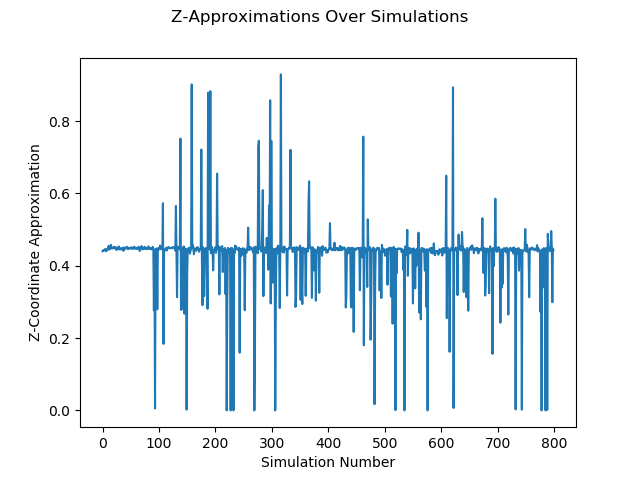 Z-Approximations Over Simulations
Z-Coordinate Approximation
0.8
0.6
0.4
0.2
0.0
0 100 200 300 400 500 600 700 800
Simulation Number